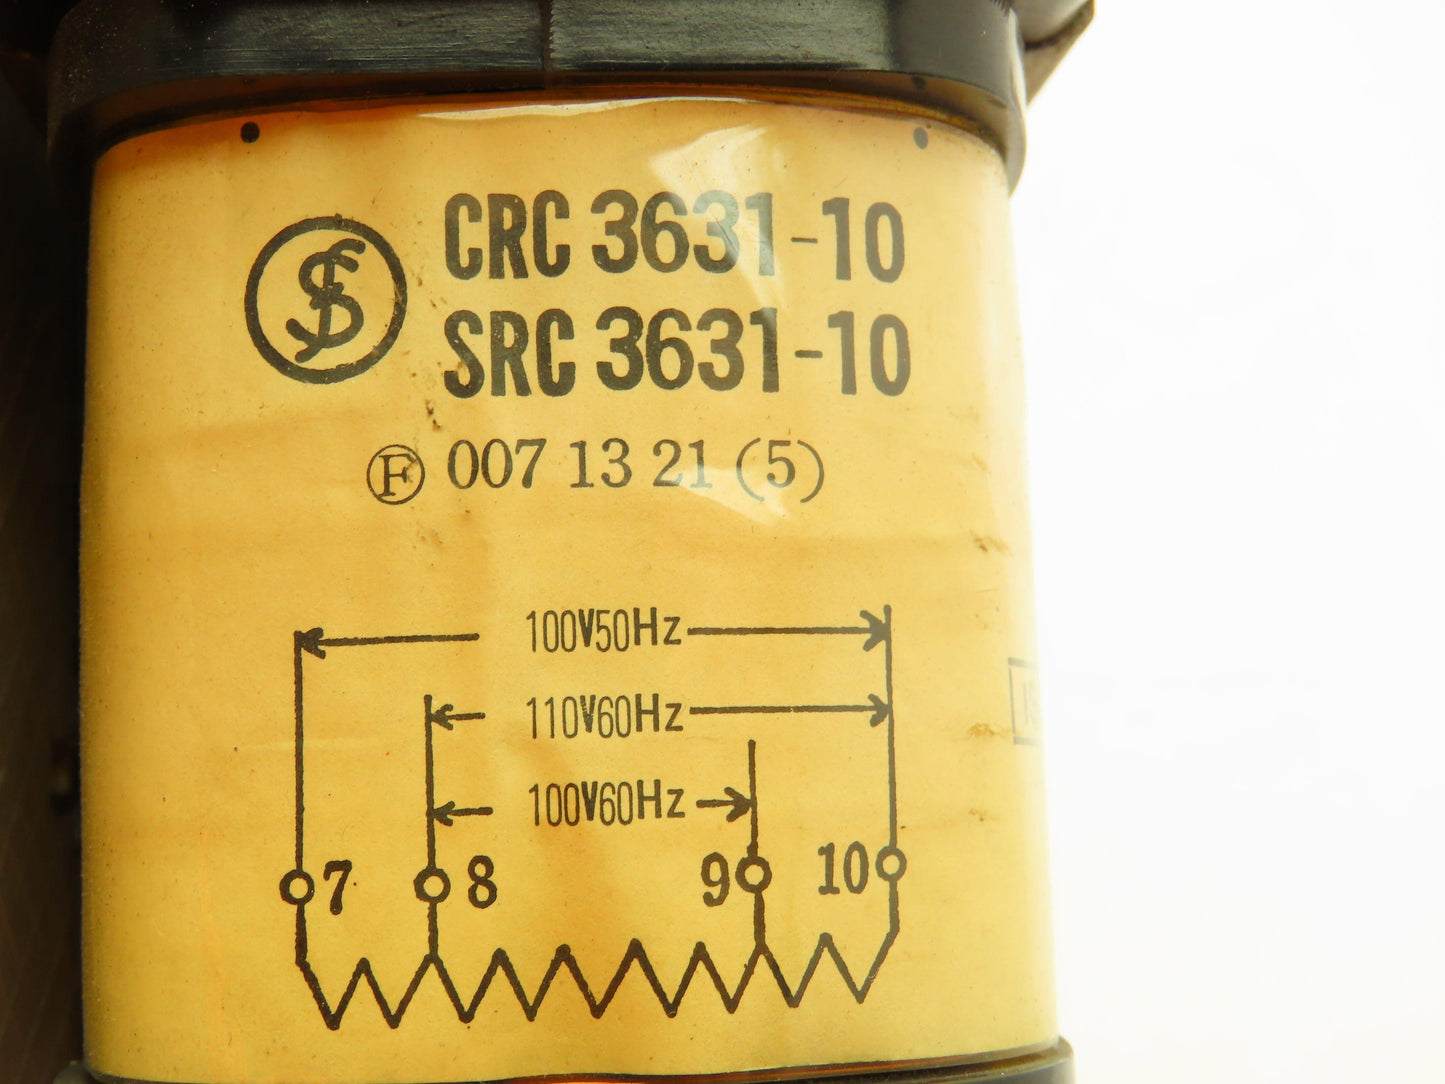 CRC 3631-10
SRC 3631-10
Ⓕ 007 13 21 (5)
100V50Hz
110V60Hz
100V60Hz
7 8 9 10